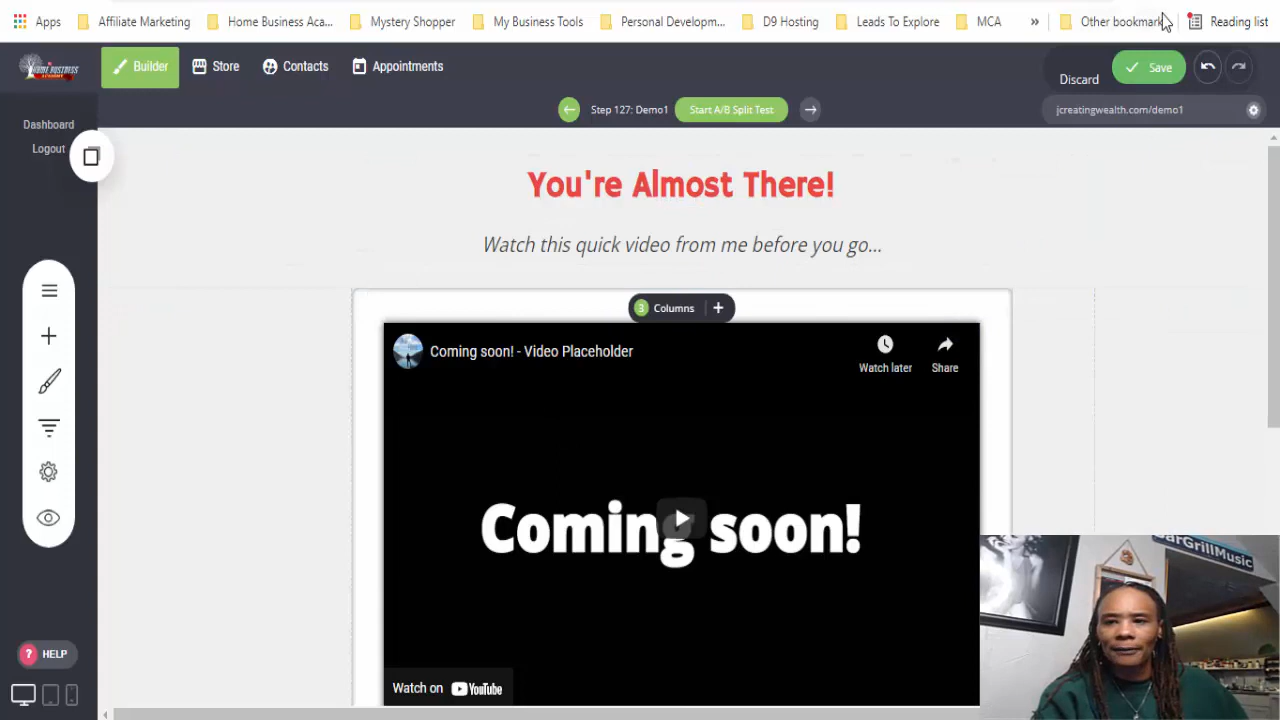 Apps Affiliate Marketing Home Business Aca... Mystery Shopper My Business Tools Personal Developm... D9 Hosting Leads To Explore MCA » Other bookmark Reading list
Builder Store Contacts Appointments Discard Save
Step 127: Demo1 Start A/B Split Test jcreatingwealth.com/demo1
Dashboard
Logout
You're Almost There!
Watch this quick video from me before you go...
3 Columns +
Coming soon! - Video Placeholder
Watch later Share
Coming soon!
BarGrillMusic
? HELP
Watch on YouTube